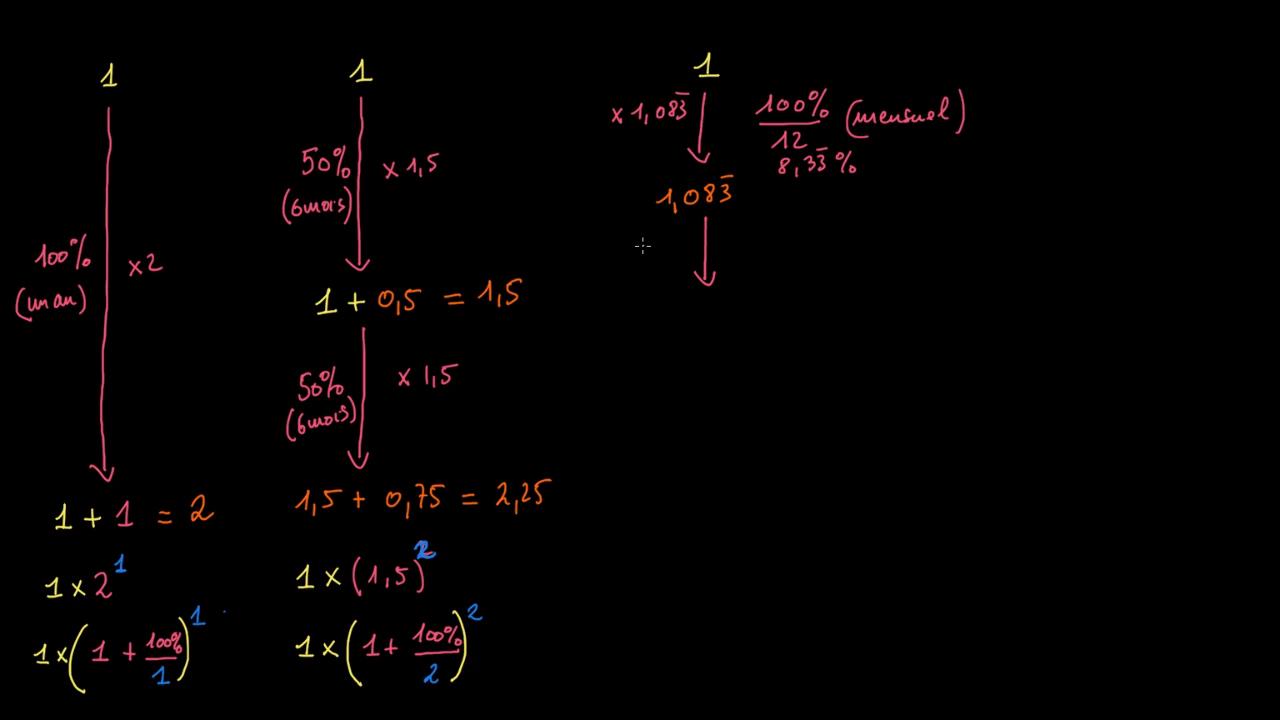 1
100%
(un an)
×2
1 + 1 = 2
1 × 2¹
1 × (1 + 100%/1)¹
1
50%
(6 mois)
× 1,5
1 + 0,5 = 1,5
50%
(6 mois)
× 1,5
1,5 + 0,75 = 2,25
1 × (1,5)²
1 × (1 + 100%/2)²
1
× 1,083̅
100%/12 (mensuel)
8,33̅ %
1,083̅